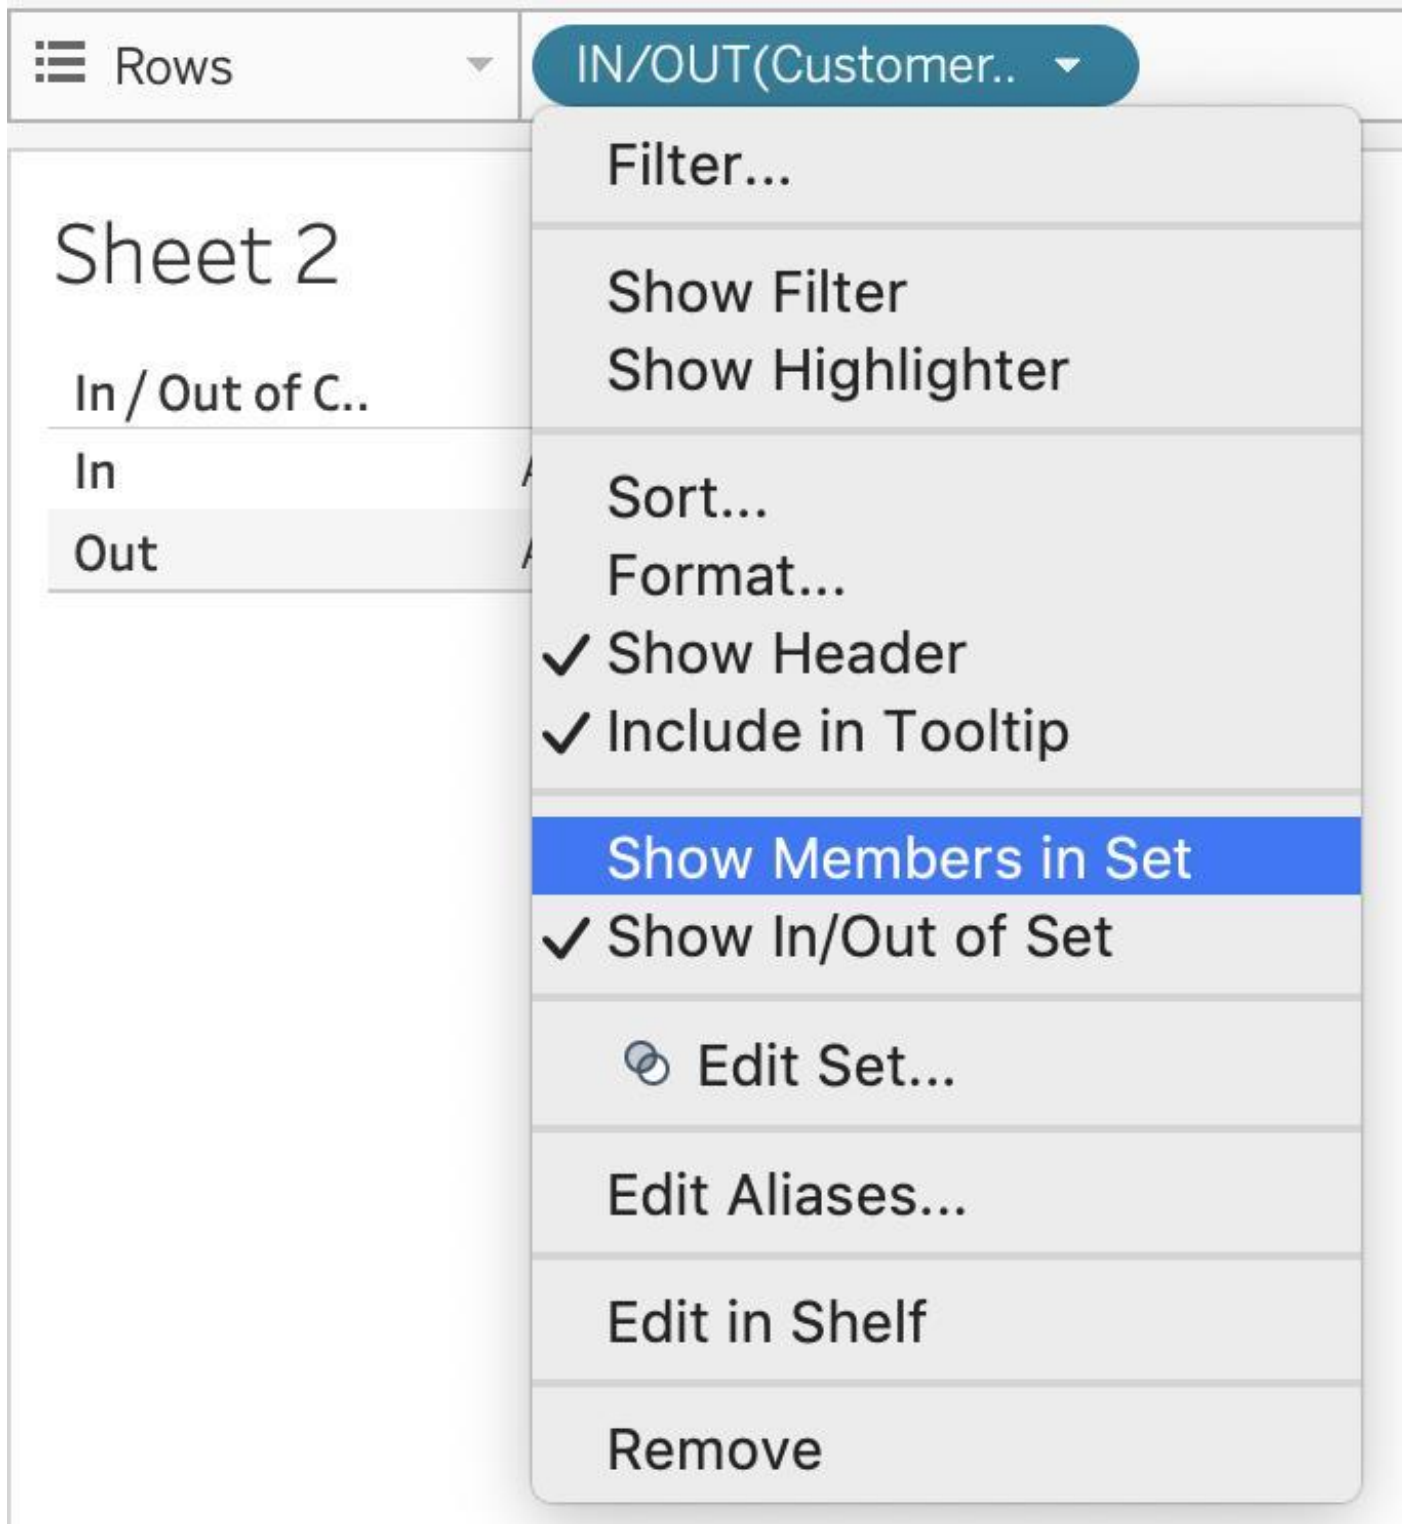 Rows
IN/OUT(Customer..
Sheet 2
In / Out of C..
In
Out
Filter...
Show Filter
Show Highlighter
Sort...
Format...
Show Header
Include in Tooltip
Show Members in Set
Show In/Out of Set
Edit Set...
Edit Aliases...
Edit in Shelf
Remove